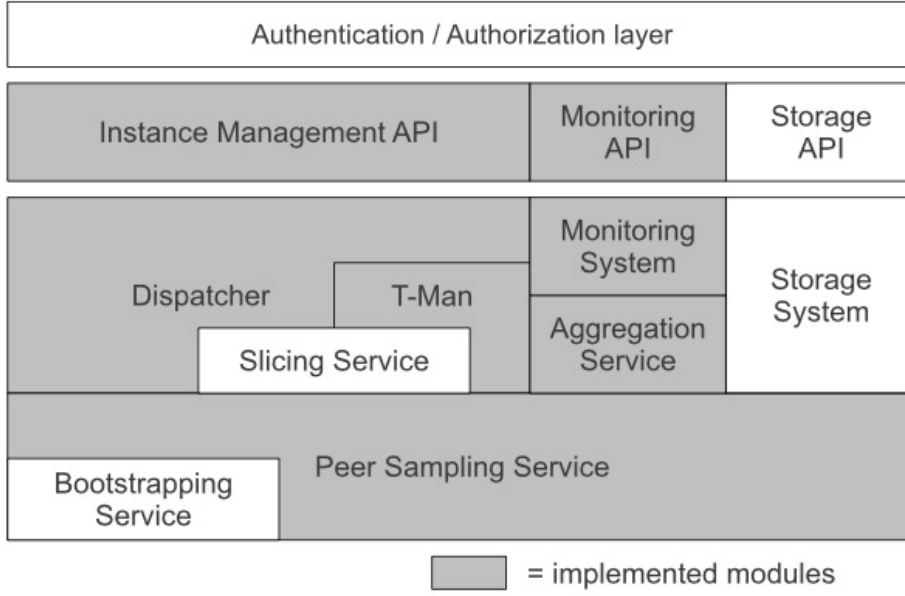 Authentication / Authorization layer
Instance Management API
Monitoring
API
Storage
API
Dispatcher
T-Man
Slicing Service
Monitoring
System
Aggregation
Service
Storage
System
Peer Sampling Service
Bootstrapping
Service
= implemented modules